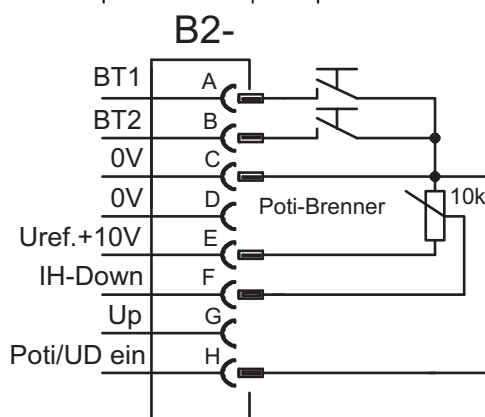 B2-
BT1 A
BT2 B
0V C
0V D Poti-Brenner 10k
Uref.+10V E
IH-Down F
Up G
Poti/UD ein H